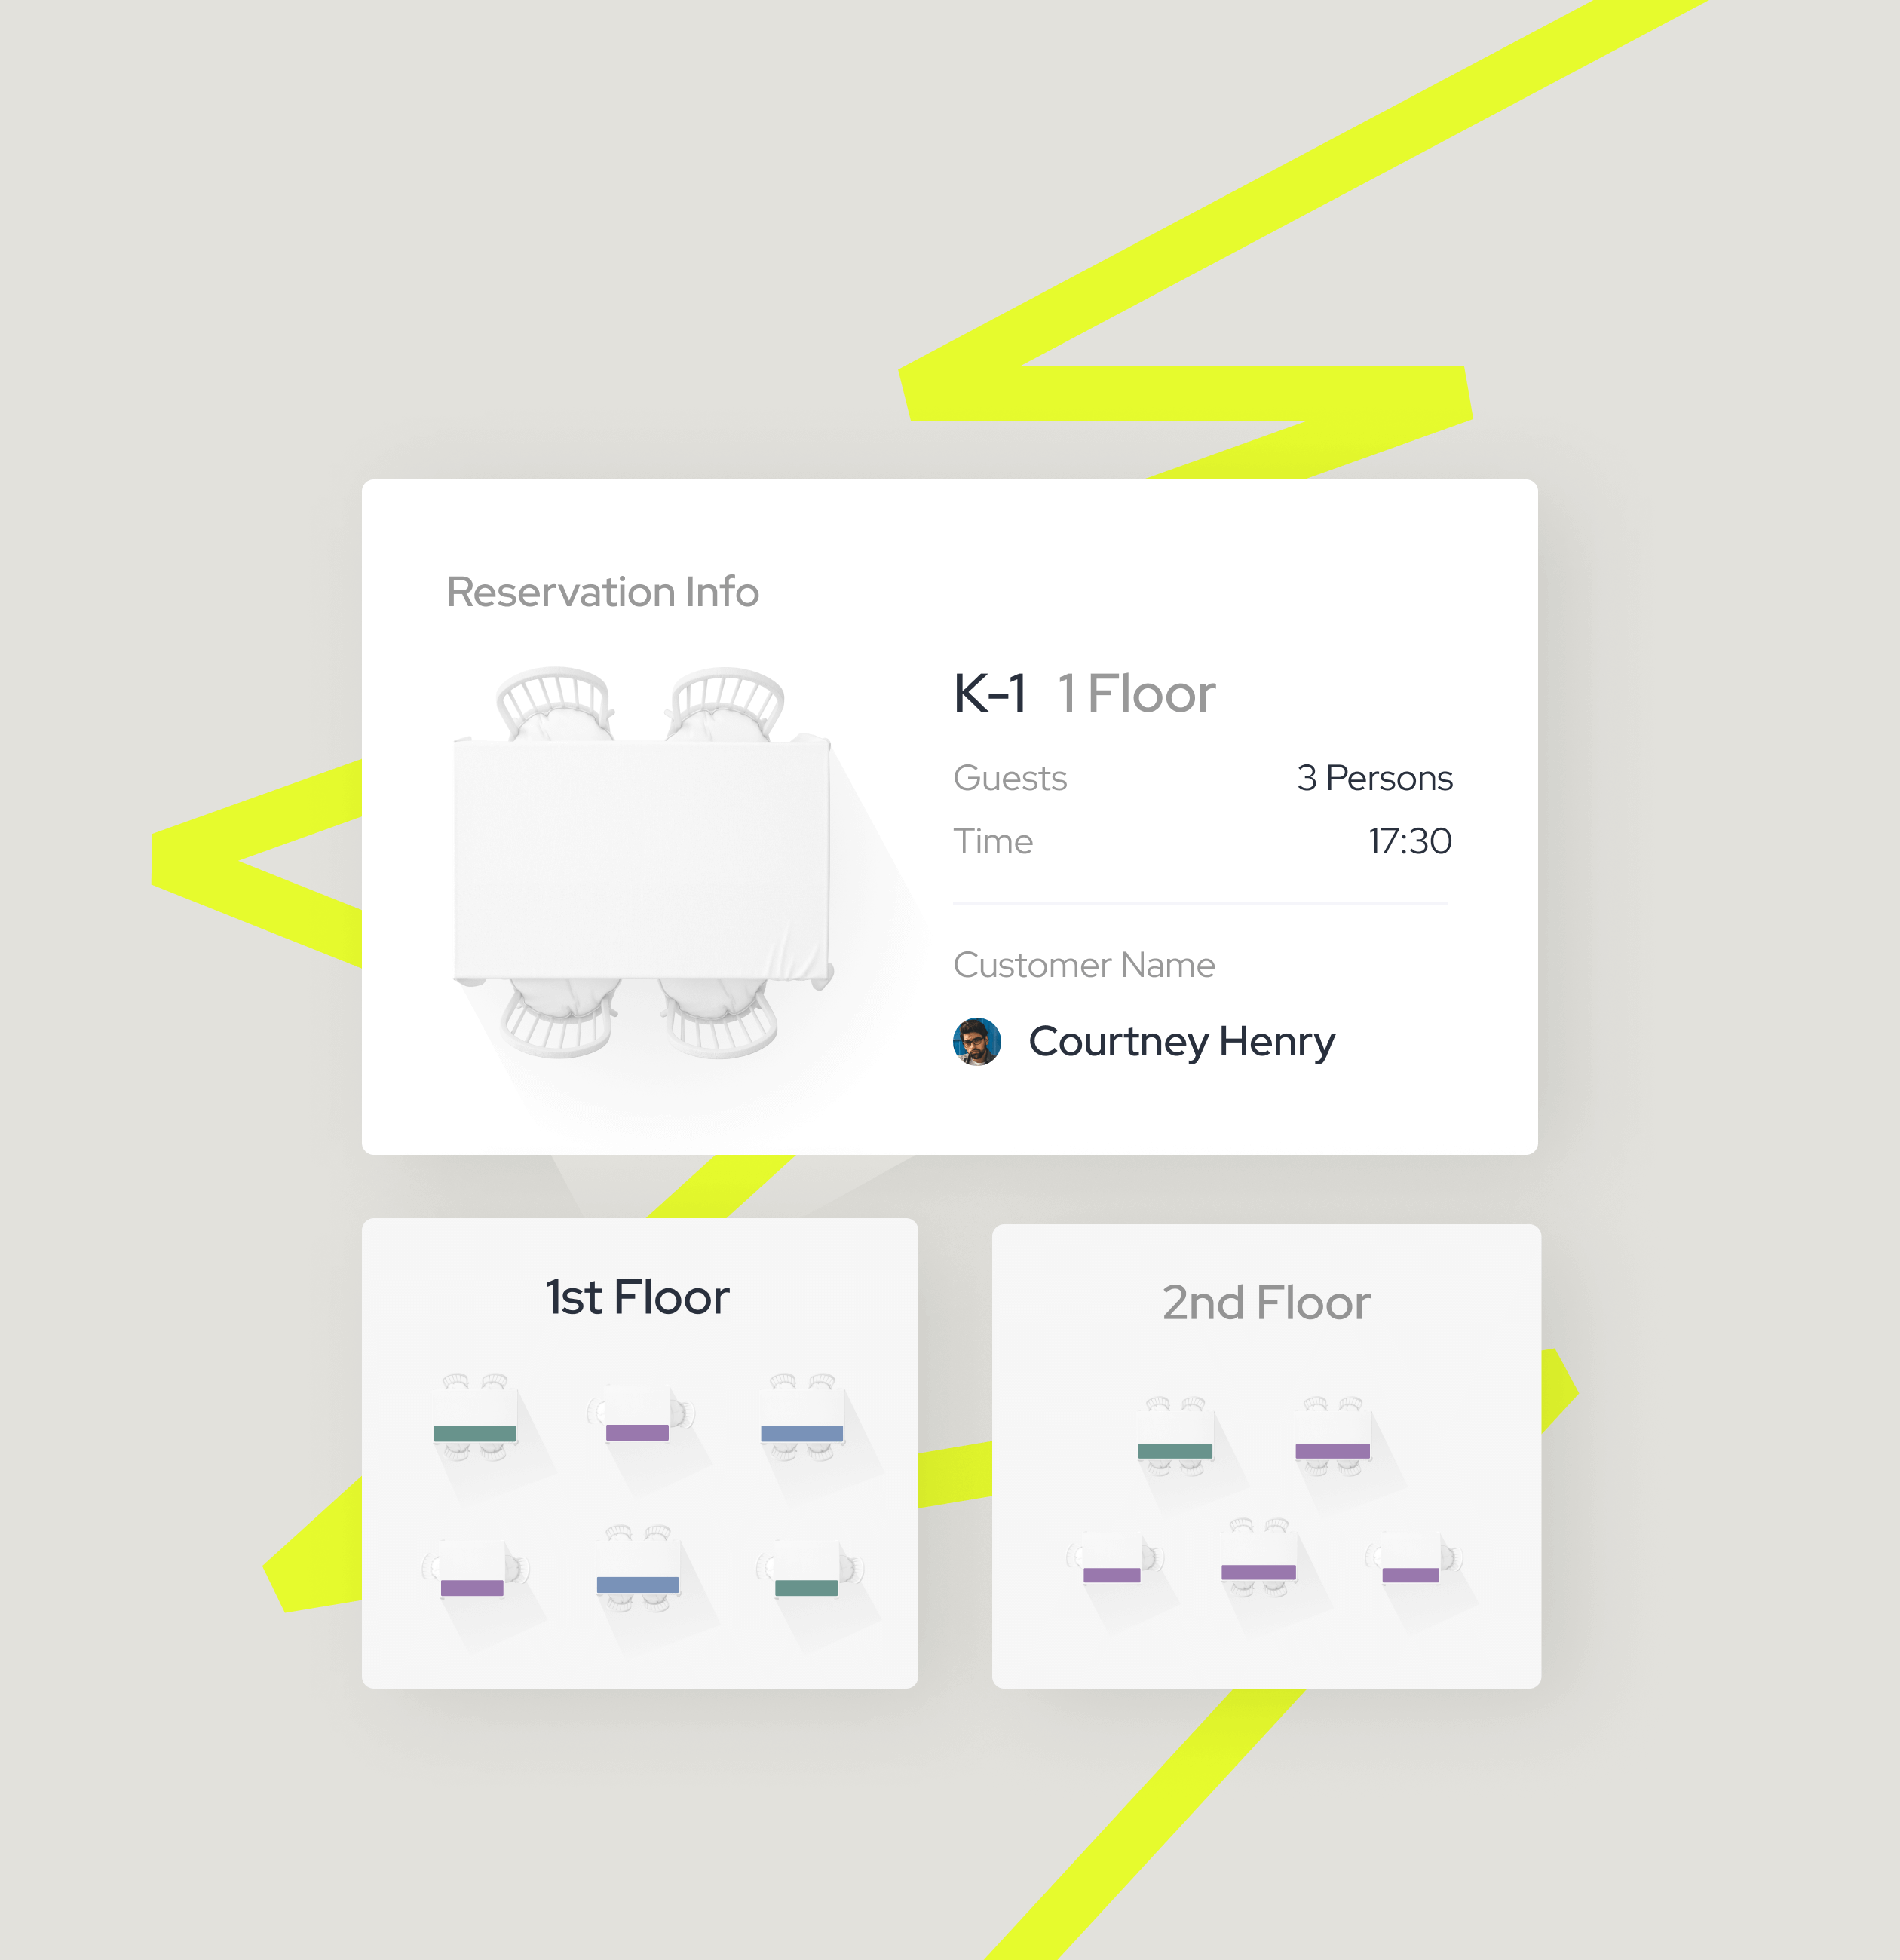 Reservation Info
K-1 1 Floor
Guests 3 Persons
Time 17:30
Customer Name
Courtney Henry
1st Floor
2nd Floor